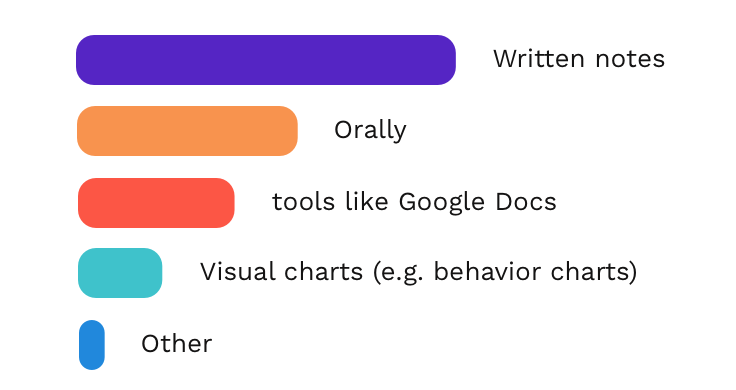 Written notes
Orally
tools like Google Docs
Visual charts (e.g. behavior charts)
Other